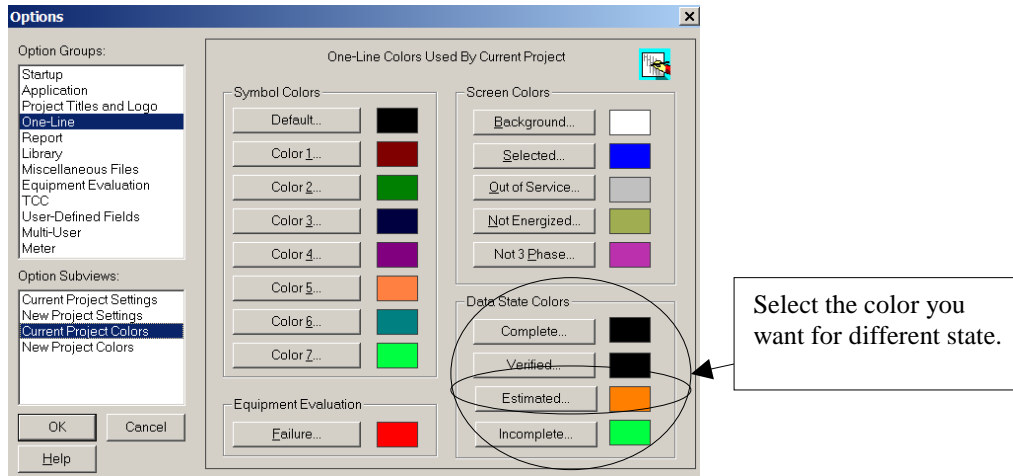 Options
Option Groups:
Startup
Application
Project Titles and Logo
One-Line
Report
Library
Miscellaneous Files
Equipment Evaluation
TCC
User-Defined Fields
Multi-User
Meter
Option Subviews:
Current Project Settings
New Project Settings
Current Project Colors
New Project Colors
OK
Cancel
Help
One-Line Colors Used By Current Project
Symbol Colors
Default...
Color 1...
Color 2...
Color 3...
Color 4...
Color 5...
Color 6...
Color 7...
Equipment Evaluation
Failure...
Screen Colors
Background...
Selected...
Out of Service...
Not Energized...
Not 3 Phase...
Data State Colors
Complete...
Verified...
Estimated...
Incomplete...
Select the color you
want for different state.